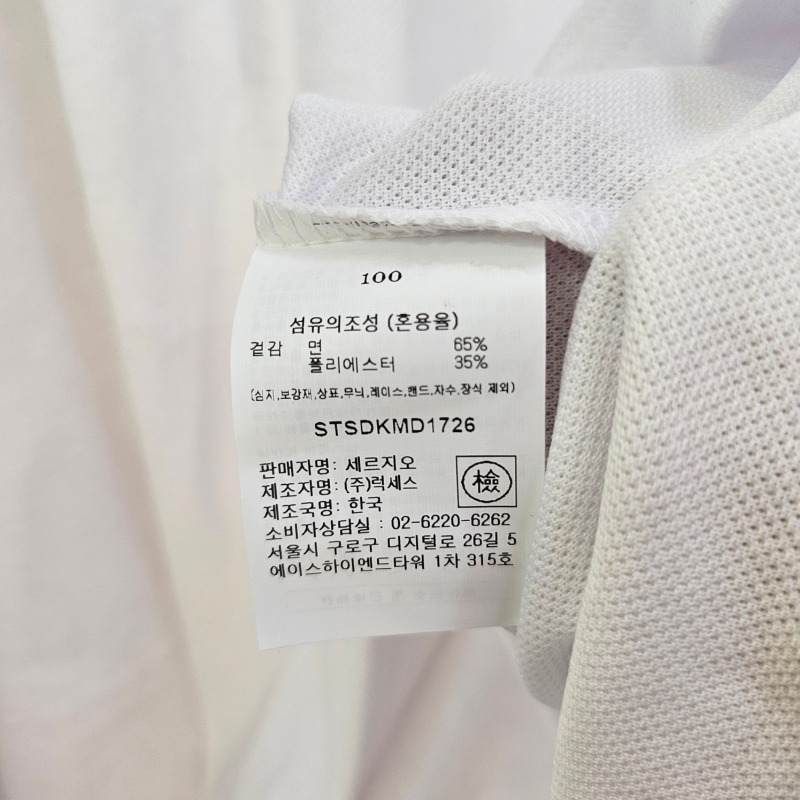 100
섬유의조성 (혼용율)
겉감 면 65%
폴리에스터 35%
(심지,보강재,상표,무늬,레이스,밴드,자수,장식 제외)
STSDKMD1726
판매자명: 세르지오
제조자명: (주)럭세스
제조국명: 한국
檢
소비자상담실 : 02-6220-6262
서울시 구로구 디지털로 26길 5
에이스하이엔드타워 1차 315호